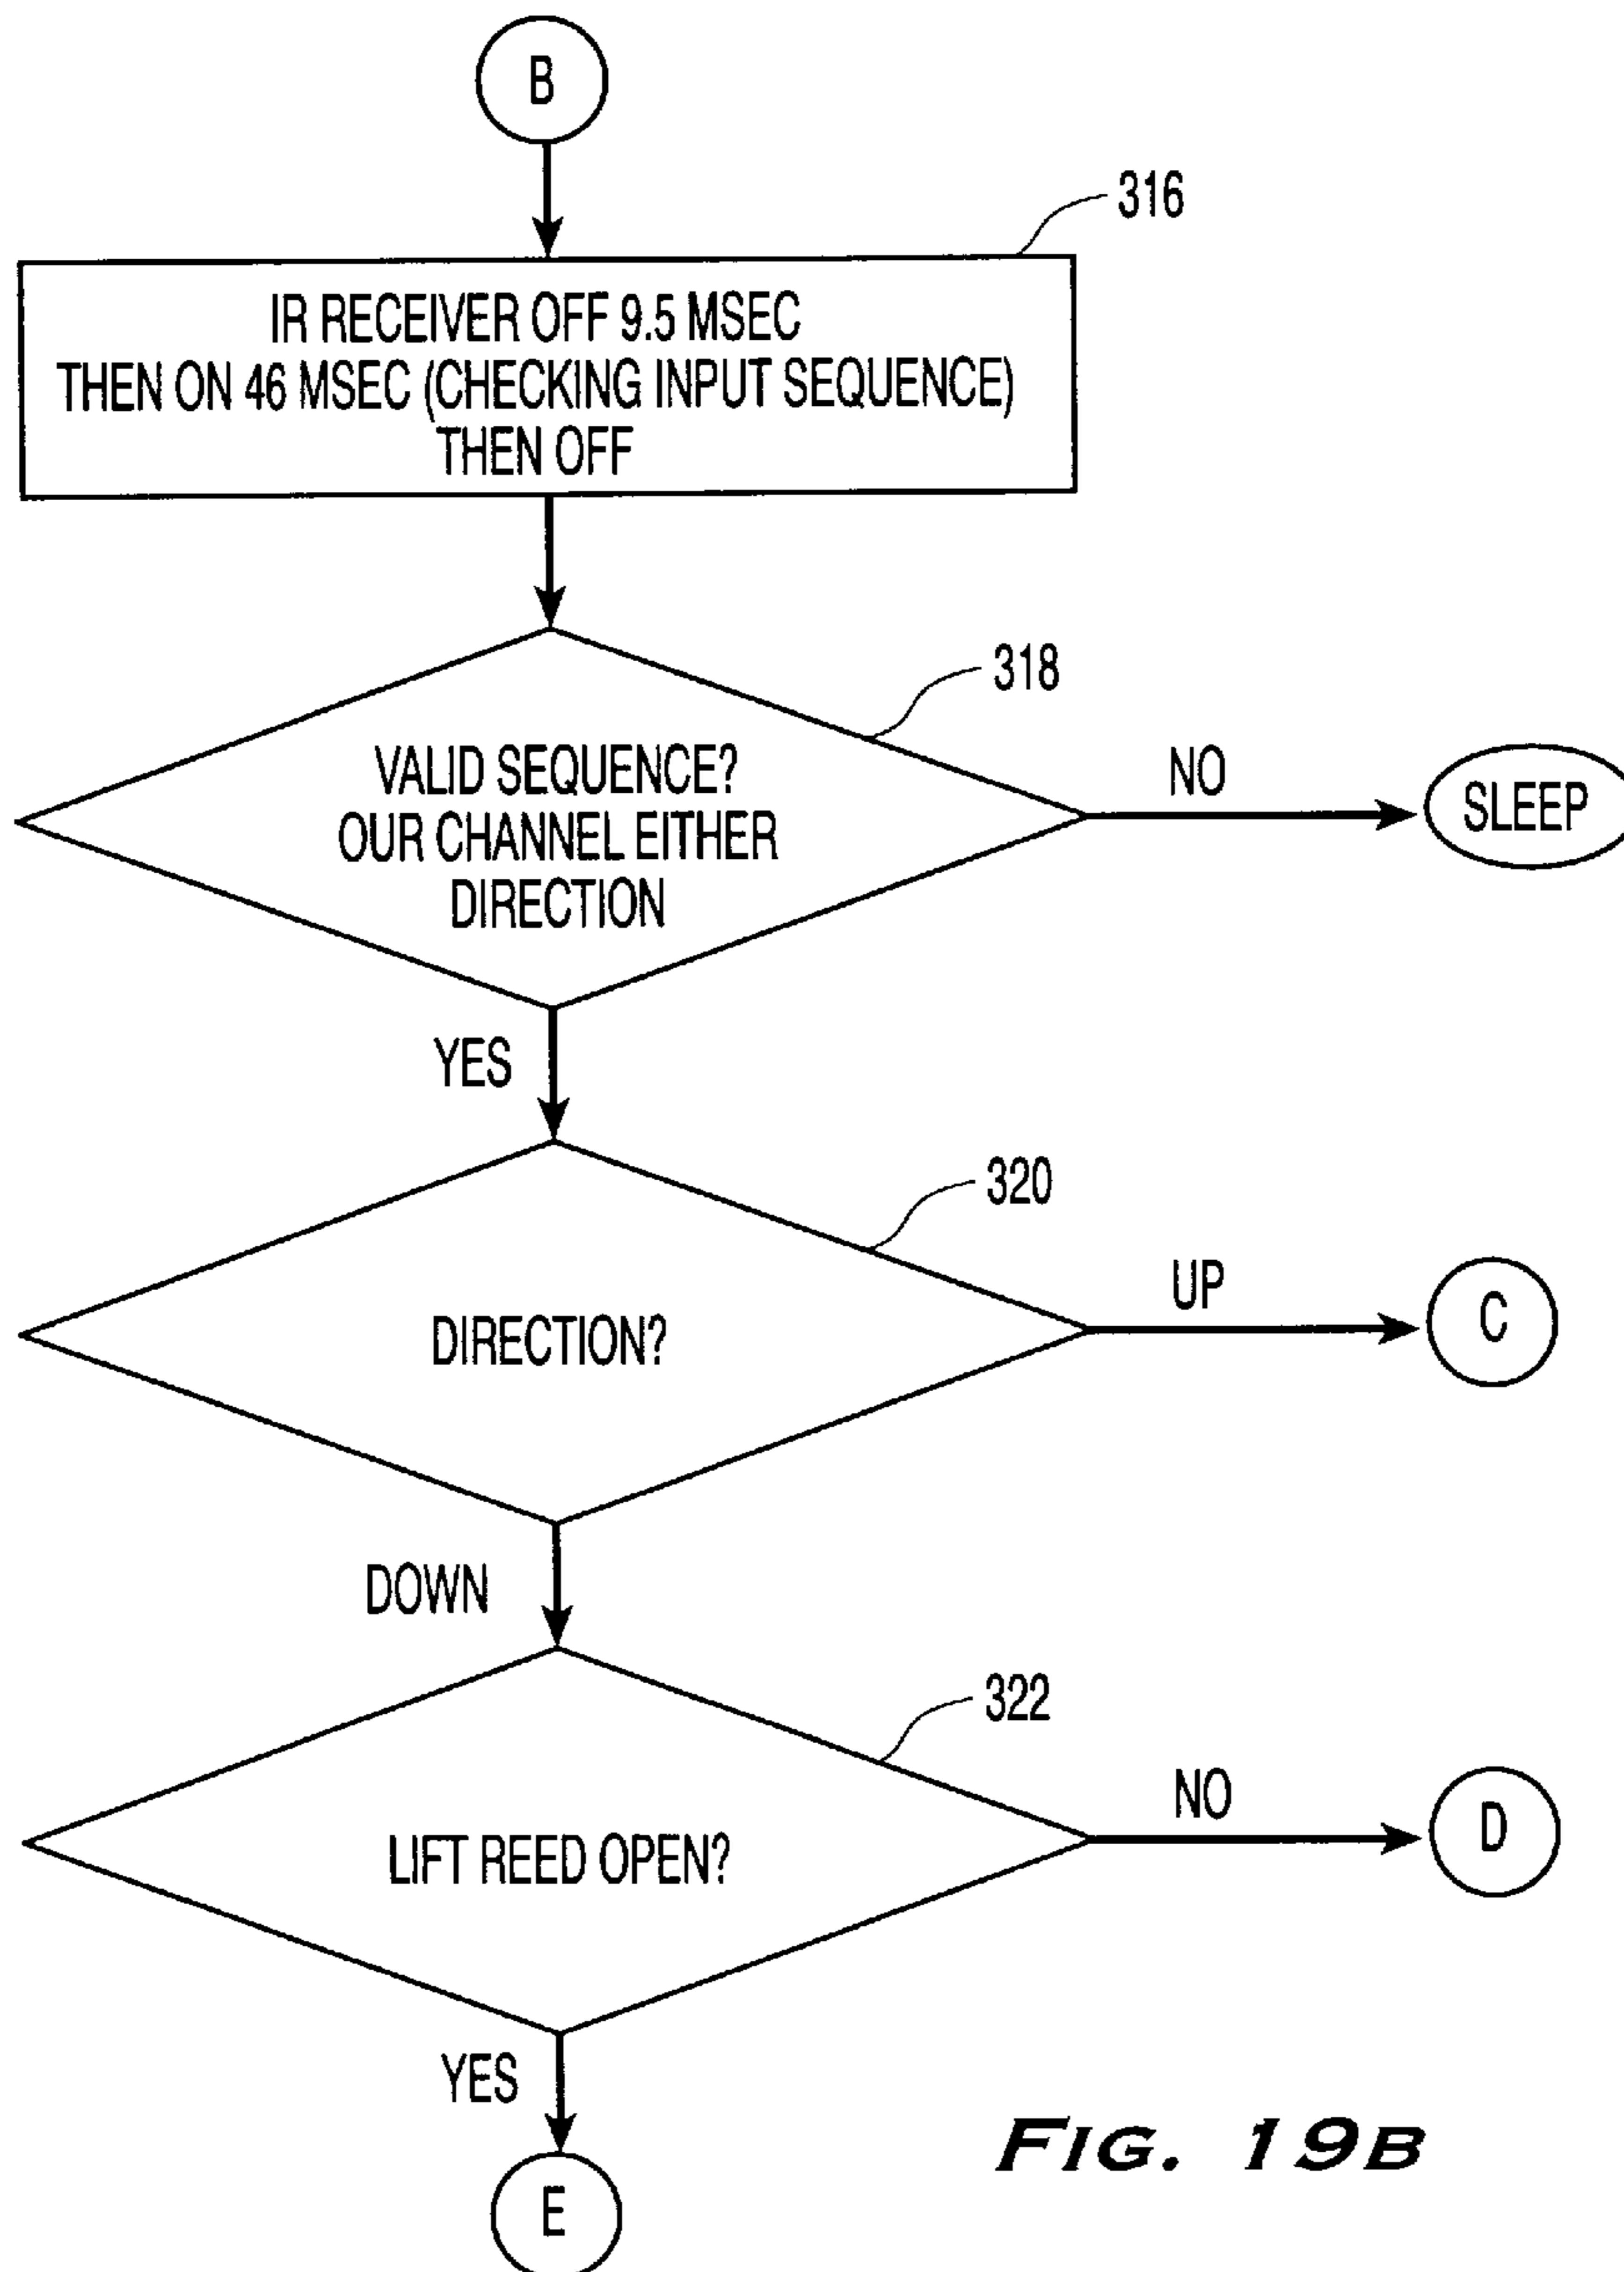 B
316
IR RECEIVER OFF 9.5 MSEC
THEN ON 46 MSEC (CHECKING INPUT SEQUENCE)
THEN OFF
318
VALID SEQUENCE?
OUR CHANNEL EITHER
DIRECTION
NO
SLEEP
YES
320
DIRECTION?
UP
C
DOWN
322
LIFT REED OPEN?
NO
D
YES
E
FIG. 19B